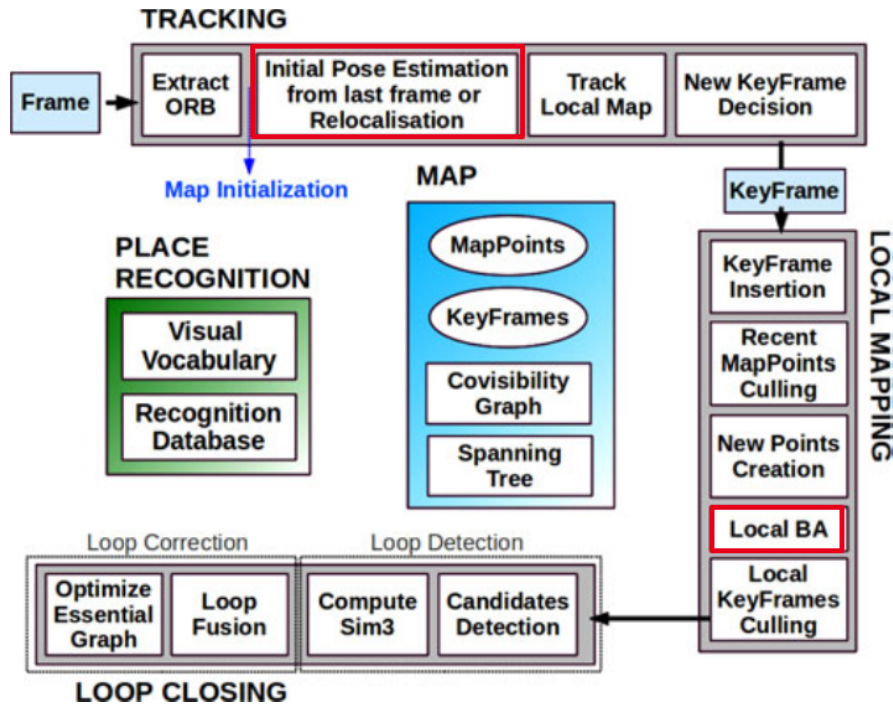 TRACKING
Frame
Extract
ORB
Initial Pose Estimation
from last frame or
Relocalisation
Track
Local Map
New KeyFrame
Decision
Map Initialization
MAP
KeyFrame
PLACE
RECOGNITION
Visual
Vocabulary
Recognition
Database
MapPoints
KeyFrames
Covisibility
Graph
Spanning
Tree
LOCAL MAPPING
KeyFrame
Insertion
Recent
MapPoints
Culling
New Points
Creation
Local BA
Local
KeyFrames
Culling
Loop Correction
Loop Detection
Optimize
Essential
Graph
Loop
Fusion
Compute
Sim3
Candidates
Detection
LOOP CLOSING